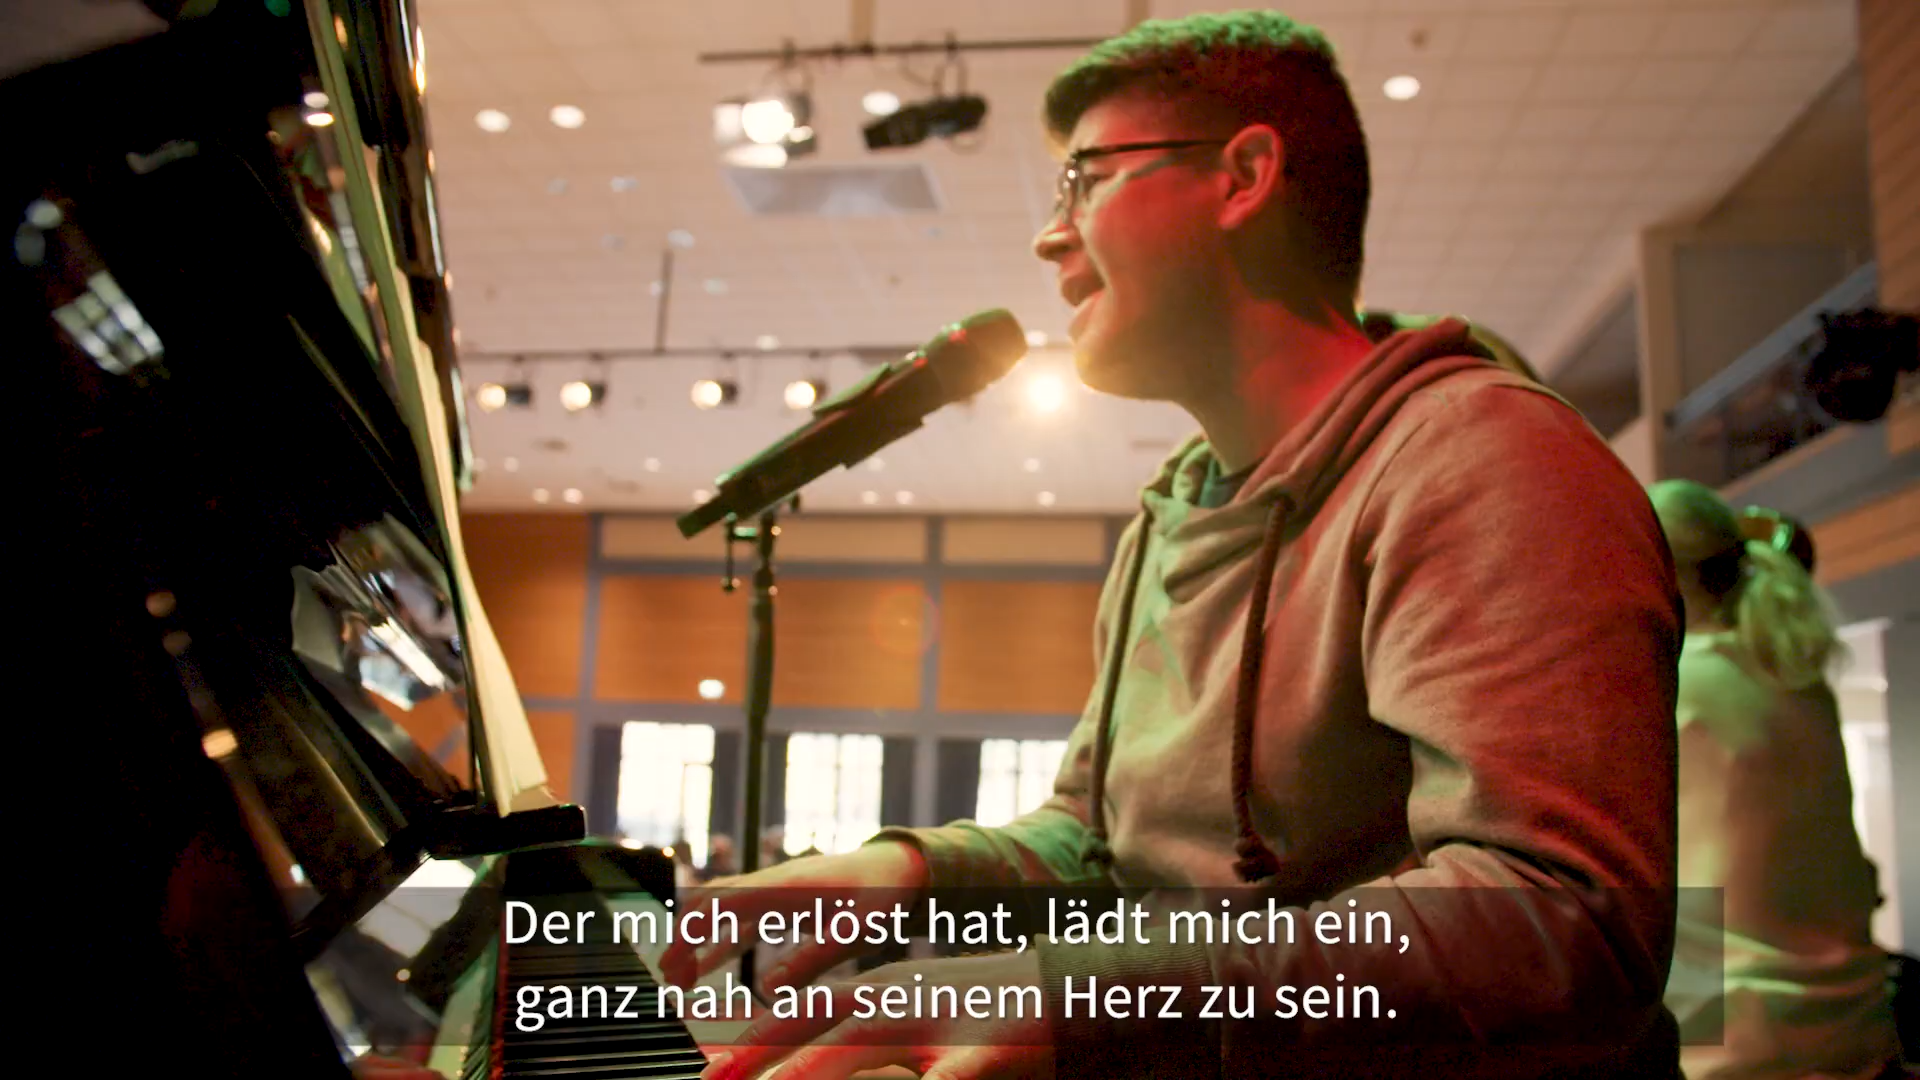 Der mich erlöst hat, lädt mich ein,
ganz nah an seinem Herz zu sein.